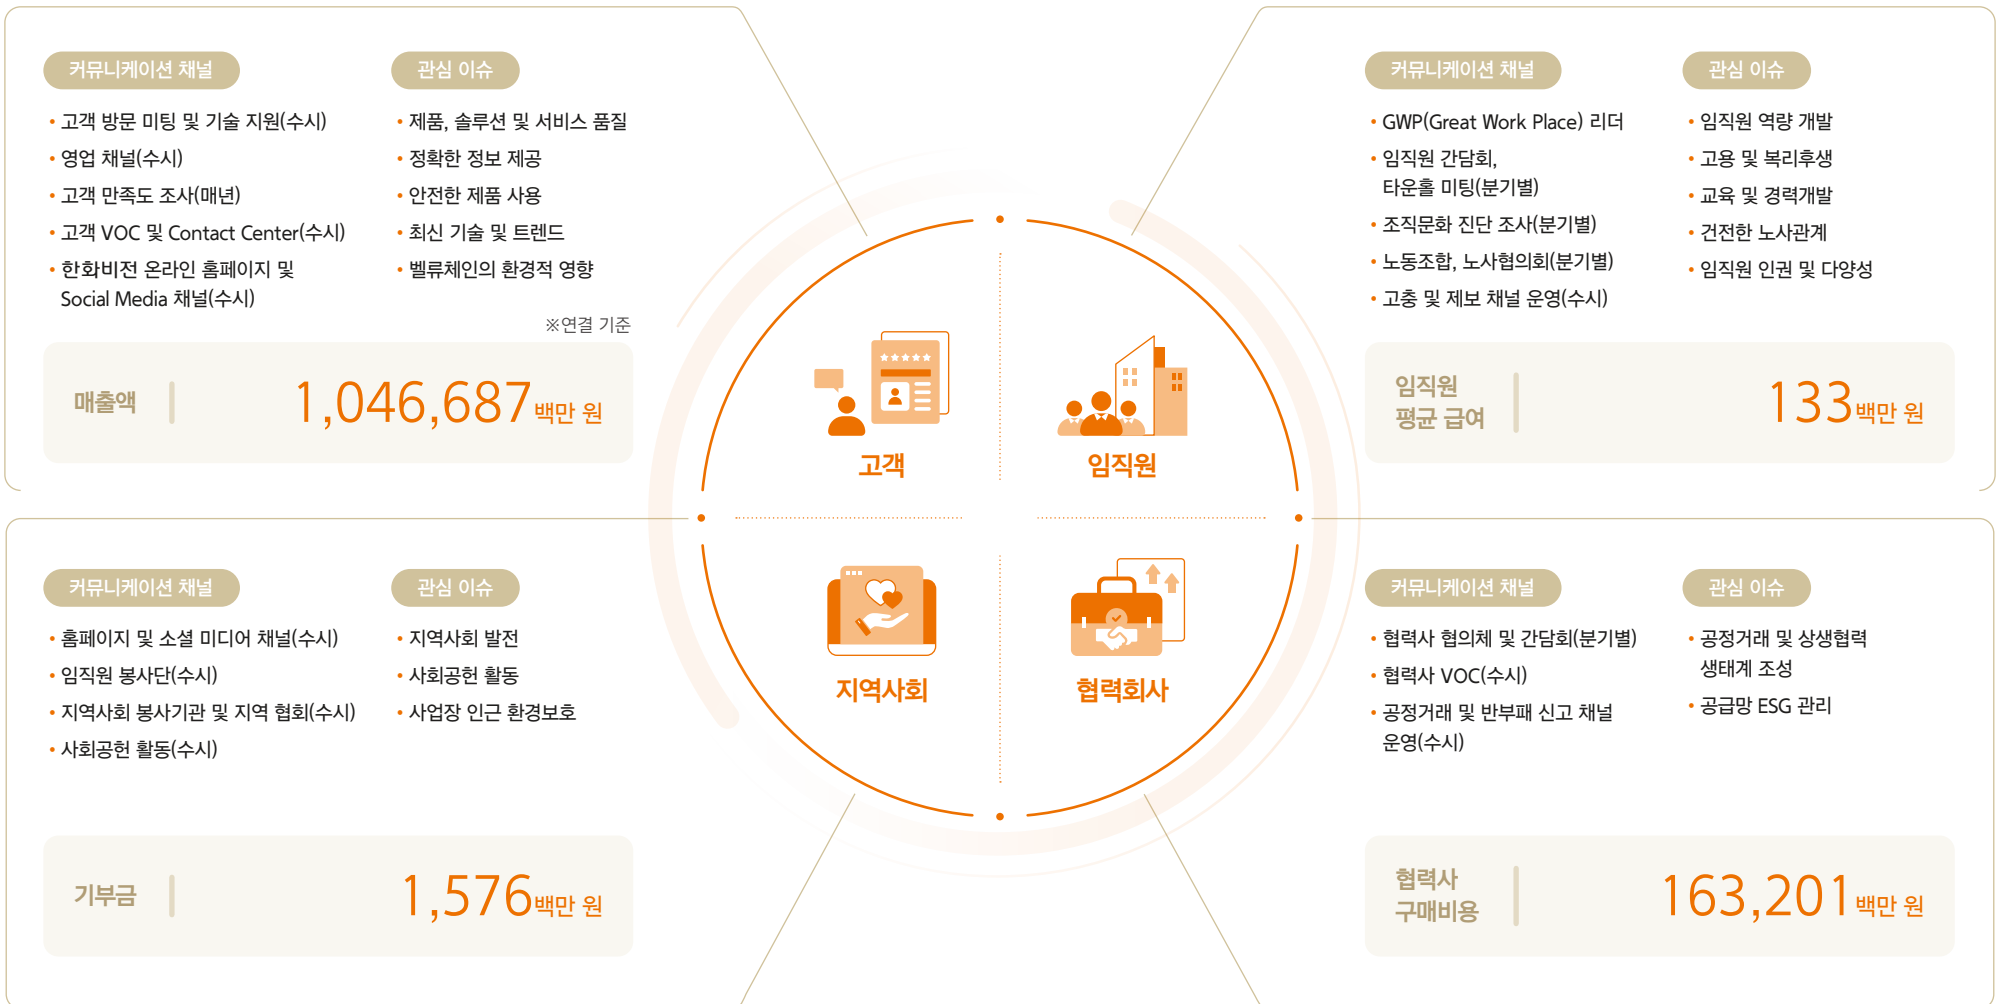 커뮤니케이션 채널
• 고객 방문 미팅 및 기술 지원(수시)
• 영업 채널(수시)
• 고객 만족도 조사(매년)
• 고객 VOC 및 Contact Center(수시)
• 한화비전 온라인 홈페이지 및
Social Media 채널(수시)
관심 이슈
• 제품, 솔루션 및 서비스 품질
• 정확한 정보 제공
• 안전한 제품 사용
• 최신 기술 및 트렌드
• 벨류체인의 환경적 영향
※연결 기준
매출액
1,046,687백만 원
고객
커뮤니케이션 채널
• GWP(Great Work Place) 리더
• 임직원 간담회,
타운홀 미팅(분기별)
• 조직문화 진단 조사(분기별)
• 노동조합, 노사협의회(분기별)
• 고충 및 제보 채널 운영(수시)
관심 이슈
• 임직원 역량 개발
• 고용 및 복리후생
• 교육 및 경력개발
• 건전한 노사관계
• 임직원 인권 및 다양성
임직원
평균 급여
133백만 원
임직원
커뮤니케이션 채널
• 홈페이지 및 소셜 미디어 채널(수시)
• 임직원 봉사단(수시)
• 지역사회 봉사기관 및 지역 협회(수시)
• 사회공헌 활동(수시)
관심 이슈
• 지역사회 발전
• 사회공헌 활동
• 사업장 인근 환경보호
기부금
1,576백만 원
지역사회
커뮤니케이션 채널
• 협력사 협의체 및 간담회(분기별)
• 협력사 VOC(수시)
• 공정거래 및 반부패 신고 채널
운영(수시)
관심 이슈
• 공정거래 및 상생협력
생태계 조성
• 공급망 ESG 관리
협력사
구매비용
163,201백만 원
협력회사